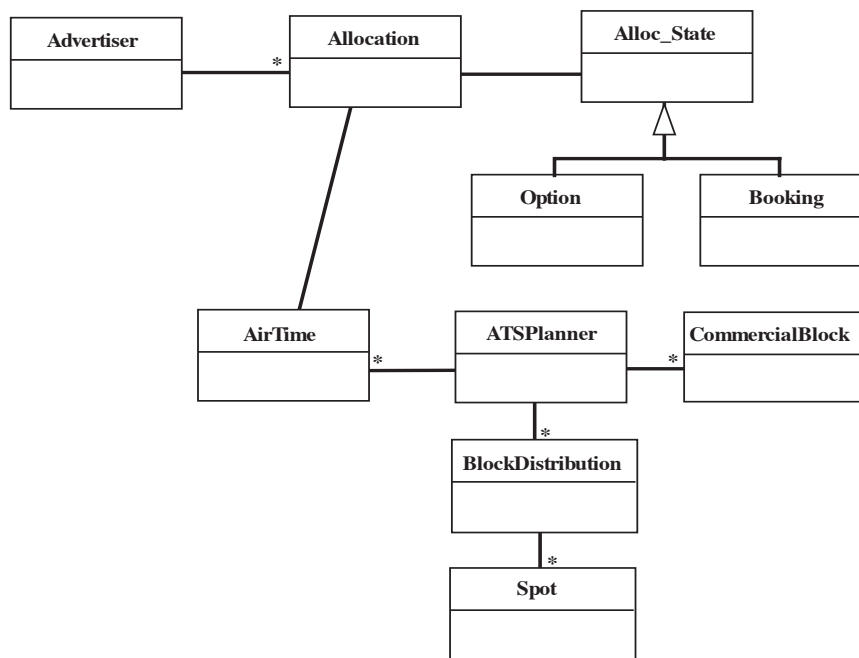 Advertiser
*
Allocation
Alloc_State
Option
Booking
AirTime
*
ATSPlanner
*
CommercialBlock
*
BlockDistribution
*
Spot